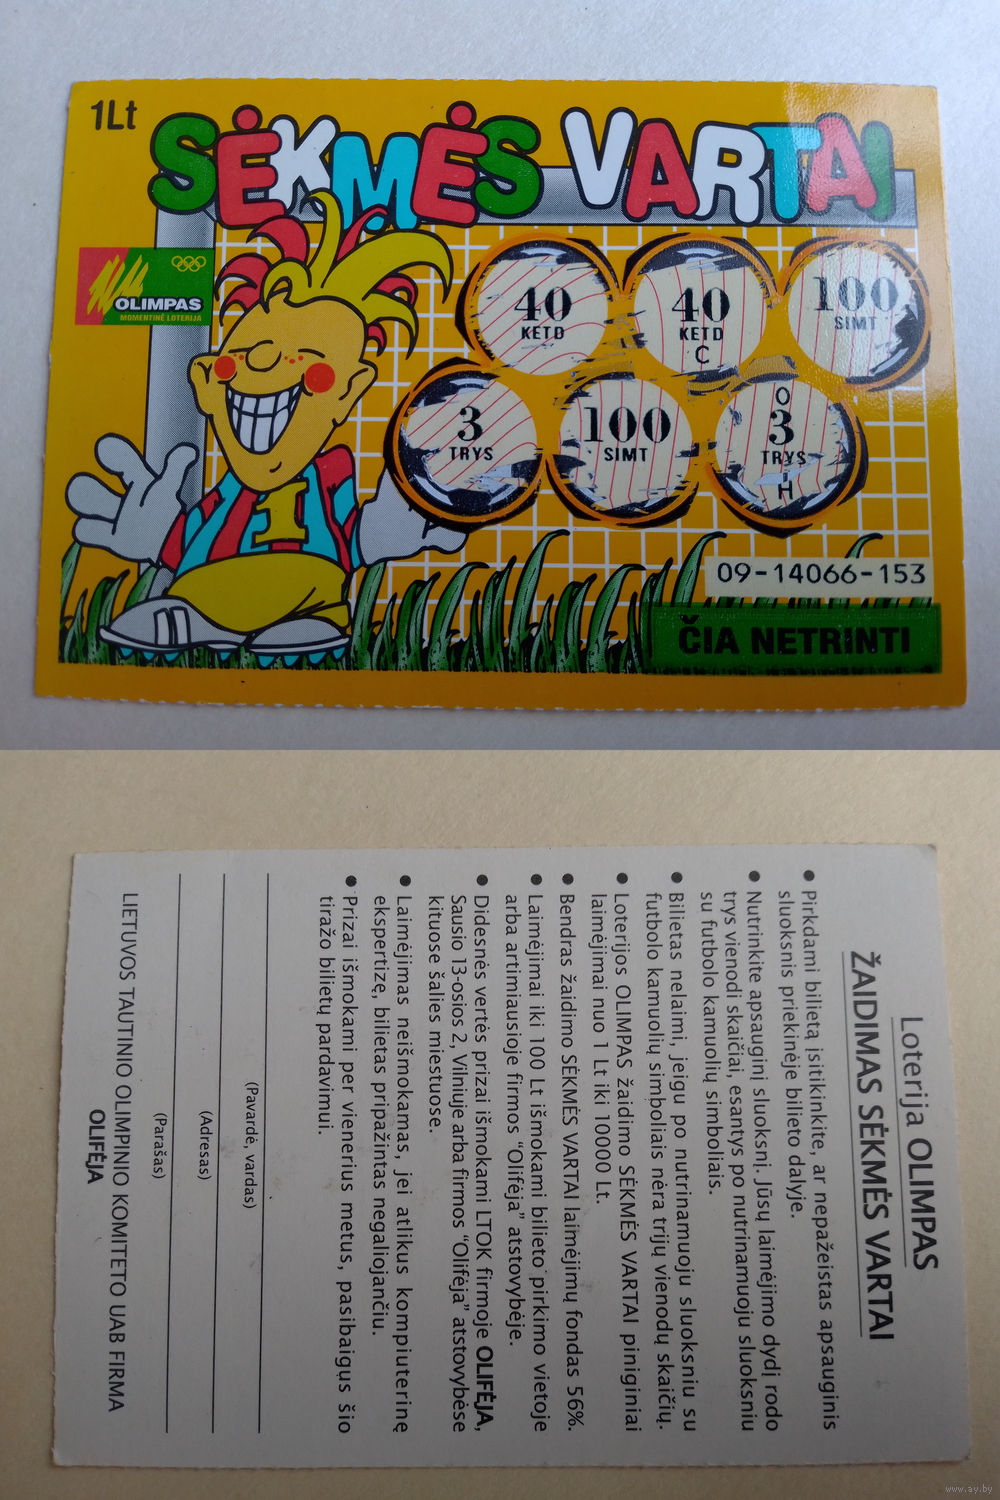 1Lt
SĖKMĖS VARTAI
OLIMPAS
MOMENTINĖ LOTERIJA
40
KETD
40
KETD
C
100
SIMT
3
TRYS
100
SIMT
O
3
TRYS
H
1
09-14066-153
ČIA NETRINTI
Loterija OLIMPAS
ŽAIDIMAS SĖKMĖS VARTAI
● Pirkdami bilietą įsitikinkite, ar nepažeistas apsauginis
sluoksnis priekinėje bilieto dalyje.
● Nutrinkite apsauginį sluoksnį. Jūsų laimėjimo dydį rodo
trys vienodi skaičiai, esantys po nutrinamuoju sluoksniu
su futbolo kamuolių simboliais.
● Bilietas nelaimi, jeigu po nutrinamuoju sluoksniu su
futbolo kamuolių simboliais nėra trijų vienodų skaičių.
● Loterijos OLIMPAS žaidimo SĖKMĖS VARTAI piniginiai
laimėjimai nuo 1 Lt iki 10000 Lt.
● Bendras žaidimo SĖKMĖS VARTAI laimėjimų fondas 56%.
● Laimėjimai iki 100 Lt išmokami bilieto pirkimo vietoje
arba artimiausioje firmos "Olifėja" atstovybėje.
● Didesnės vertės prizai išmokami LTOK firmoje OLIFĖJA,
Sausio 13-osios 2, Vilniuje arba firmos "Olifėja" atstovybėse
kituose šalies miestuose.
● Laimėjimas neišmokamas, jei atlikus kompiuterinę
ekspertizę, bilietas pripažintas negaliojančiu.
● Prizai išmokami per vienerius metus, pasibaigus šio
tiražo bilietų pardavimui.
(Pavardė, vardas)
(Adresas)
(Parašas)
LIETUVOS TAUTINIO OLIMPINIO KOMITETO UAB FIRMA
OLIFĖJA
www.ay.by